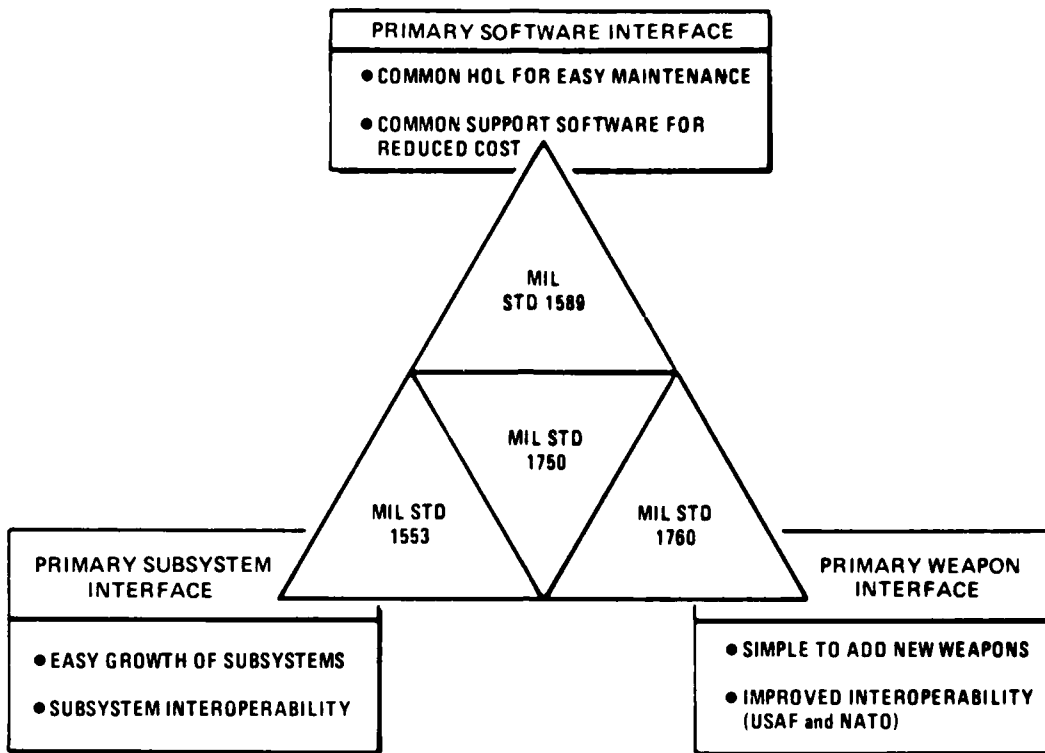 PRIMARY SOFTWARE INTERFACE
● COMMON HOL FOR EASY MAINTENANCE
● COMMON SUPPORT SOFTWARE FOR
REDUCED COST
MIL
STD 1589
MIL STD
1750
MIL STD
1553
MIL STD
1760
PRIMARY SUBSYSTEM
INTERFACE
● EASY GROWTH OF SUBSYSTEMS
● SUBSYSTEM INTEROPERABILITY
PRIMARY WEAPON
INTERFACE
● SIMPLE TO ADD NEW WEAPONS
● IMPROVED INTEROPERABILITY
(USAF and NATO)